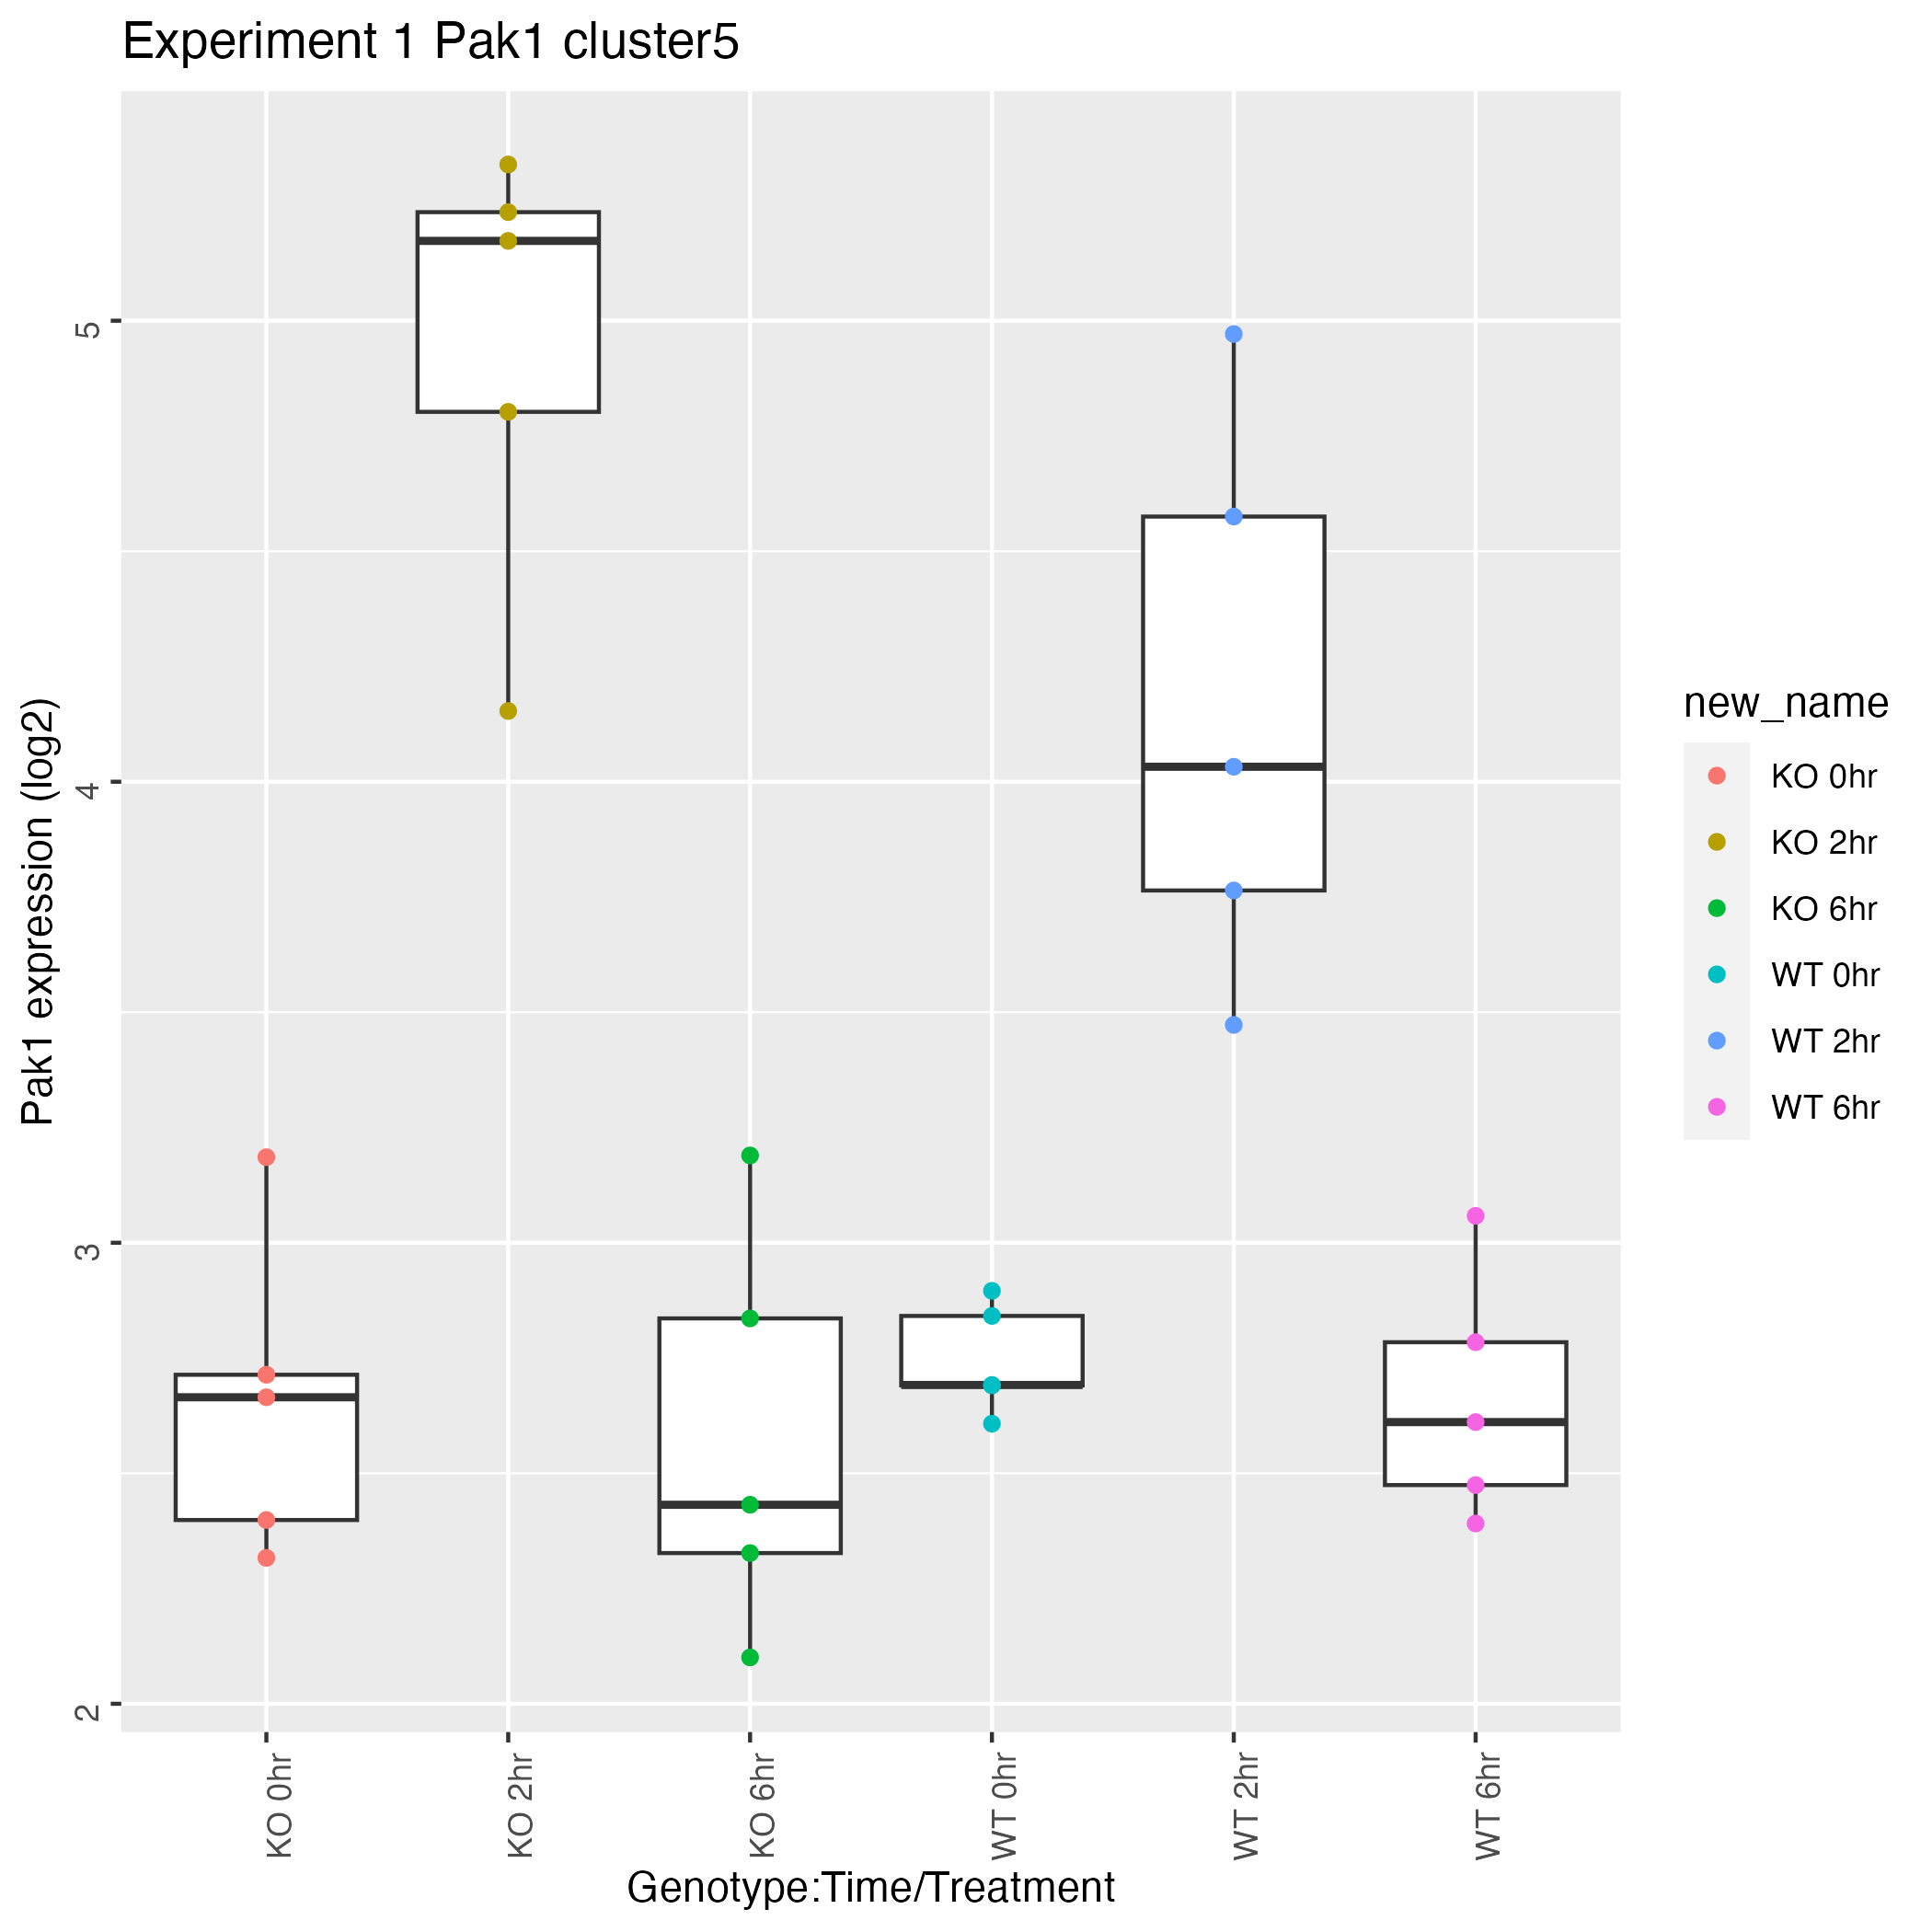 Experiment 1 Pak1 cluster5
Pak1 expression (log2)
5
4
3
2
KO 0hr
KO 2hr
KO 6hr
WT 0hr
WT 2hr
WT 6hr
Genotype:Time/Treatment
new_name
KO 0hr
KO 2hr
KO 6hr
WT 0hr
WT 2hr
WT 6hr